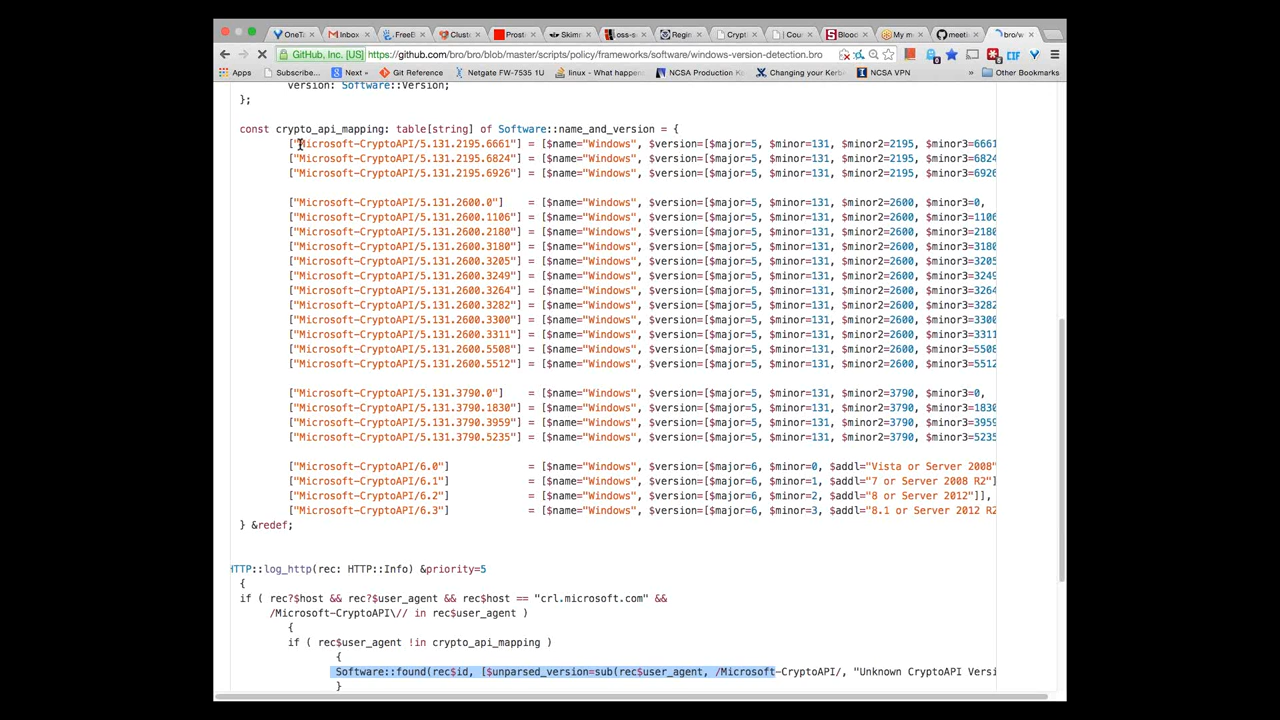 OneTa
Inbox
.FreeB
Cluste
Prosti
Skimm
Loss-s
Regin
Crypt
Coun
Blood
My m
meeti
bro/w
GitHub, Inc. [US] https://github.com/bro/bro/blob/master/scripts/policy/frameworks/software/windows-version-detection.bro
Apps Subscribe... Next » Git Reference Netgate FW-7535 1U linux - What happen NCSA Production Ka Changing your Kerb NCSA VPN » Other Bookmarks
version: Software::Version;
};
const crypto_api_mapping: table[string] of Software::name_and_version = {
["Microsoft-CryptoAPI/5.131.2195.6661"] = [$name="Windows", $version=[$major=5, $minor=131, $minor2=2195, $minor3=6661
["Microsoft-CryptoAPI/5.131.2195.6824"] = [$name="Windows", $version=[$major=5, $minor=131, $minor2=2195, $minor3=6824
["Microsoft-CryptoAPI/5.131.2195.6926"] = [$name="Windows", $version=[$major=5, $minor=131, $minor2=2195, $minor3=6926
["Microsoft-CryptoAPI/5.131.2600.0"] = [$name="Windows", $version=[$major=5, $minor=131, $minor2=2600, $minor3=0,
["Microsoft-CryptoAPI/5.131.2600.1106"] = [$name="Windows", $version=[$major=5, $minor=131, $minor2=2600, $minor3=1106
["Microsoft-CryptoAPI/5.131.2600.2180"] = [$name="Windows", $version=[$major=5, $minor=131, $minor2=2600, $minor3=2180
["Microsoft-CryptoAPI/5.131.2600.3180"] = [$name="Windows", $version=[$major=5, $minor=131, $minor2=2600, $minor3=3180
["Microsoft-CryptoAPI/5.131.2600.3205"] = [$name="Windows", $version=[$major=5, $minor=131, $minor2=2600, $minor3=3205
["Microsoft-CryptoAPI/5.131.2600.3249"] = [$name="Windows", $version=[$major=5, $minor=131, $minor2=2600, $minor3=3249
["Microsoft-CryptoAPI/5.131.2600.3264"] = [$name="Windows", $version=[$major=5, $minor=131, $minor2=2600, $minor3=3264
["Microsoft-CryptoAPI/5.131.2600.3282"] = [$name="Windows", $version=[$major=5, $minor=131, $minor2=2600, $minor3=3282
["Microsoft-CryptoAPI/5.131.2600.3300"] = [$name="Windows", $version=[$major=5, $minor=131, $minor2=2600, $minor3=3300
["Microsoft-CryptoAPI/5.131.2600.3311"] = [$name="Windows", $version=[$major=5, $minor=131, $minor2=2600, $minor3=3311
["Microsoft-CryptoAPI/5.131.2600.5508"] = [$name="Windows", $version=[$major=5, $minor=131, $minor2=2600, $minor3=5508
["Microsoft-CryptoAPI/5.131.2600.5512"] = [$name="Windows", $version=[$major=5, $minor=131, $minor2=2600, $minor3=5512
["Microsoft-CryptoAPI/5.131.3790.0"] = [$name="Windows", $version=[$major=5, $minor=131, $minor2=3790, $minor3=0,
["Microsoft-CryptoAPI/5.131.3790.1830"] = [$name="Windows", $version=[$major=5, $minor=131, $minor2=3790, $minor3=1830
["Microsoft-CryptoAPI/5.131.3790.3959"] = [$name="Windows", $version=[$major=5, $minor=131, $minor2=3790, $minor3=3959
["Microsoft-CryptoAPI/5.131.3790.5235"] = [$name="Windows", $version=[$major=5, $minor=131, $minor2=3790, $minor3=5235
["Microsoft-CryptoAPI/6.0"] = [$name="Windows", $version=[$major=6, $minor=0, $addl="Vista or Server 2008"
["Microsoft-CryptoAPI/6.1"] = [$name="Windows", $version=[$major=6, $minor=1, $addl="7 or Server 2008 R2"]
["Microsoft-CryptoAPI/6.2"] = [$name="Windows", $version=[$major=6, $minor=2, $addl="8 or Server 2012"]],
["Microsoft-CryptoAPI/6.3"] = [$name="Windows", $version=[$major=6, $minor=3, $addl="8.1 or Server 2012 R2
} &redef;
HTTP::log_http(rec: HTTP::Info) &priority=5
{
if ( rec?$host && rec?$user_agent && rec$host == "crl.microsoft.com" &&
/Microsoft-CryptoAPI\// in rec$user_agent )
{
if ( rec$user_agent !in crypto_api_mapping )
{
Software::found(rec$id, [$unparsed_version=sub(rec$user_agent, /Microsoft-CryptoAPI/, "Unknown CryptoAPI Versi
}